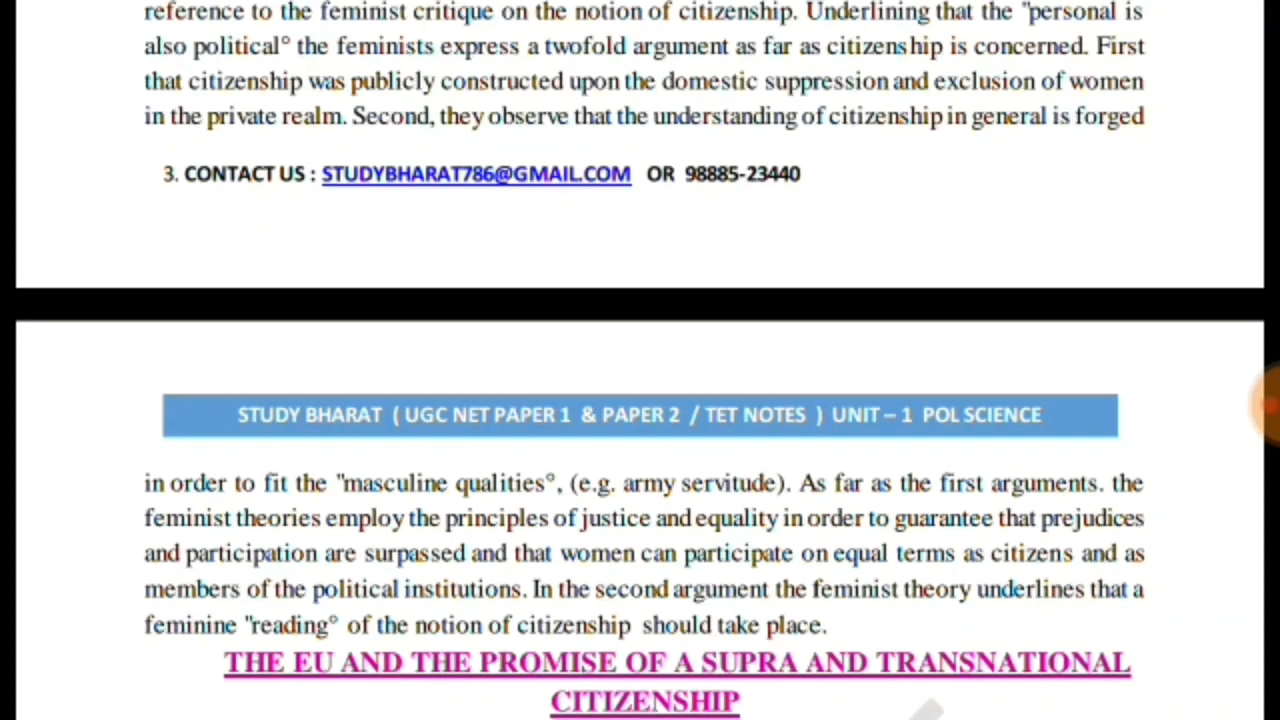 reference to the feminist critique on the notion of citizenship. Underlining that the "personal is
also political° the feminists express a twofold argument as far as citizenship is concerned. First
that citizenship was publicly constructed upon the domestic suppression and exclusion of women
in the private realm. Second, they observe that the understanding of citizenship in general is forged
3. CONTACT US : STUDYBHARAT786@GMAIL.COM OR 98885-23440
STUDY BHARAT ( UGC NET PAPER 1 & PAPER 2 / TET NOTES ) UNIT – 1 POL SCIENCE
in order to fit the "masculine qualities°, (e.g. army servitude). As far as the first arguments. the
feminist theories employ the principles of justice and equality in order to guarantee that prejudices
and participation are surpassed and that women can participate on equal terms as citizens and as
members of the political institutions. In the second argument the feminist theory underlines that a
feminine "reading° of the notion of citizenship should take place.
THE EU AND THE PROMISE OF A SUPRA AND TRANSNATIONAL
CITIZENSHIP